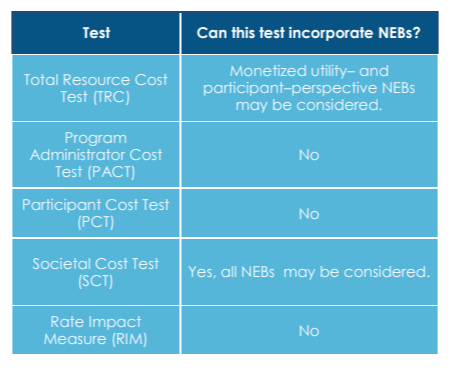 Test
Can this test incorporate NEBs?
Total Resource Cost
Test (TRC)
Monetized utility– and
participant–perspective NEBs
may be considered.
Program
Administrator Cost
Test (PACT)
No
Participant Cost Test
(PCT)
No
Societal Cost Test
(SCT)
Yes, all NEBs  may be considered.
Rate Impact
Measure (RIM)
No